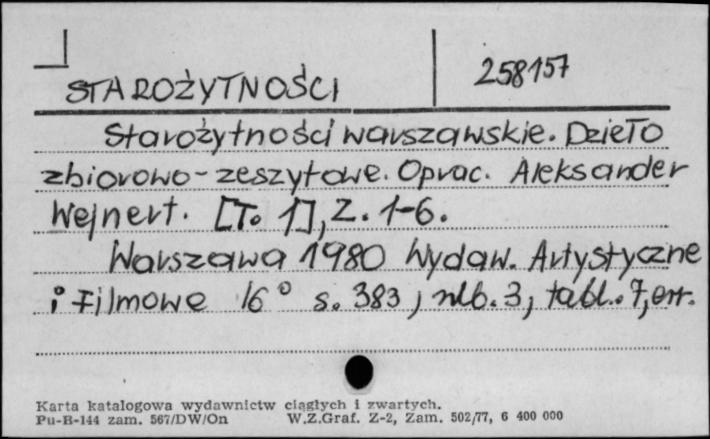 STAROŻYTNOŚCI 258157
Starożytności warszawskie. Dzieło
zbiorowo-zeszytowe. Oprac. Aleksander
Wejnert. [T. 1], Z. 1-6.
Warszawa 1980 Wydaw. Artystyczne
i Filmowe 16° s. 383, nlb. 3, tabl. 7, err.
Karta katalogowa wydawnictw ciągłych i zwartych.
Pu-B-144 zam. 567/DW/On W.Z.Graf. Z-2, Zam. 502/77, 6 400 000